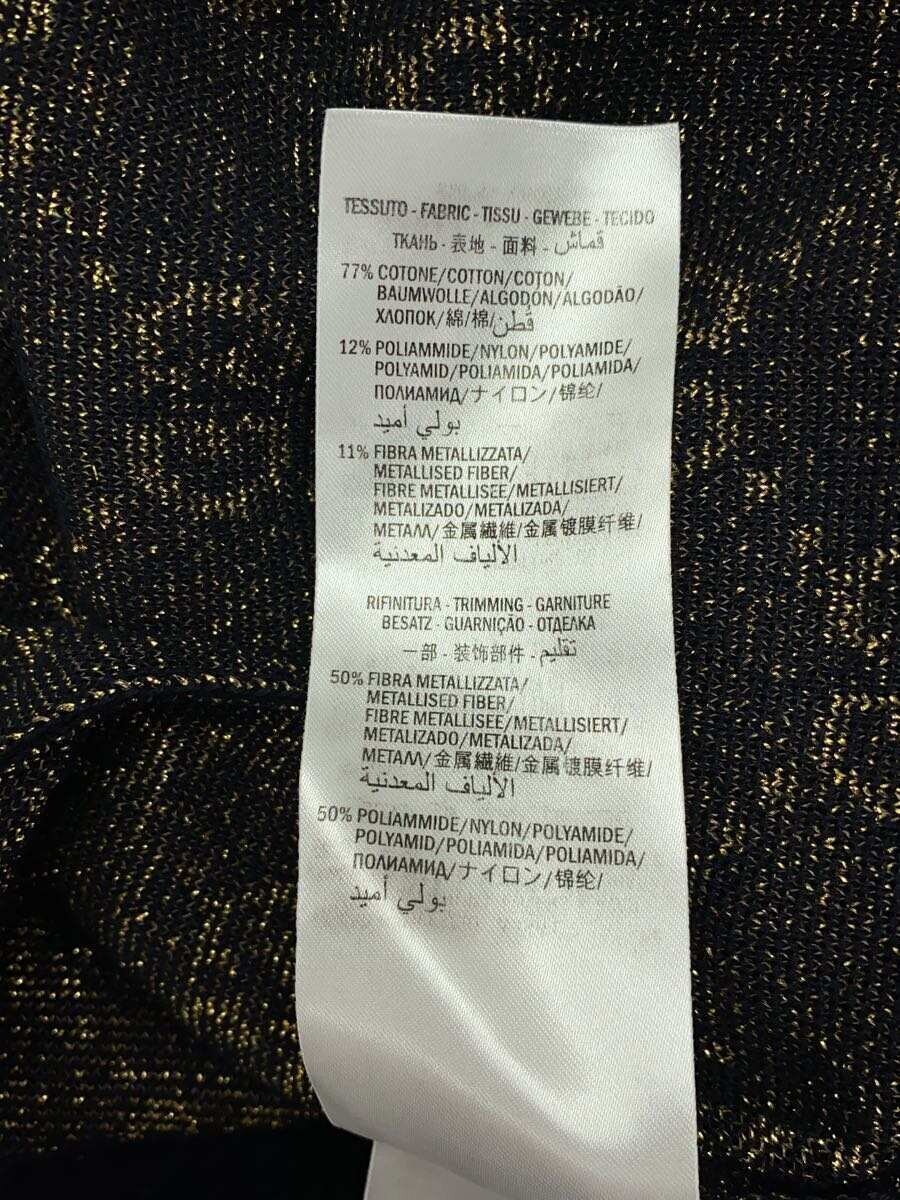 TESSUTO - FABRIC - TISSU - GEWEBE - TECIDO
ТКАНЬ - 表地 - 面料 - قماش
77% COTONE/COTTON/COTON/
BAUMWOLLE/ALGODÓN/ALGODÃO/
ХЛОПОК/綿/棉/قطن
12% POLIAMMIDE/NYLON/POLYAMIDE/
POLYAMID/POLIAMIDA/POLIAMIDA/
ПОЛИАМИД/ナイロン/锦纶/
بولي أميد
11% FIBRA METALLIZZATA/
METALLISED FIBER/
FIBRE METALLISEE/METALLISIERT/
METALIZADO/METALIZADA/
МЕТАЛЛ/金属繊維/金属镀膜纤维/
الألياف المعدنية
RIFINITURA - TRIMMING - GARNITURE
BESATZ - GUARNIÇÃO - ОТДЕЛКА
一部 - 装饰部件 - تقليم
50% FIBRA METALLIZZATA/
METALLISED FIBER/
FIBRE METALLISEE/METALLISIERT/
METALIZADO/METALIZADA/
МЕТАЛЛ/金属繊維/金属镀膜纤维/
الألياف المعدنية
50% POLIAMMIDE/NYLON/POLYAMIDE/
POLYAMID/POLIAMIDA/POLIAMIDA/
ПОЛИАМИД/ナイロン/锦纶/
بولي أميد